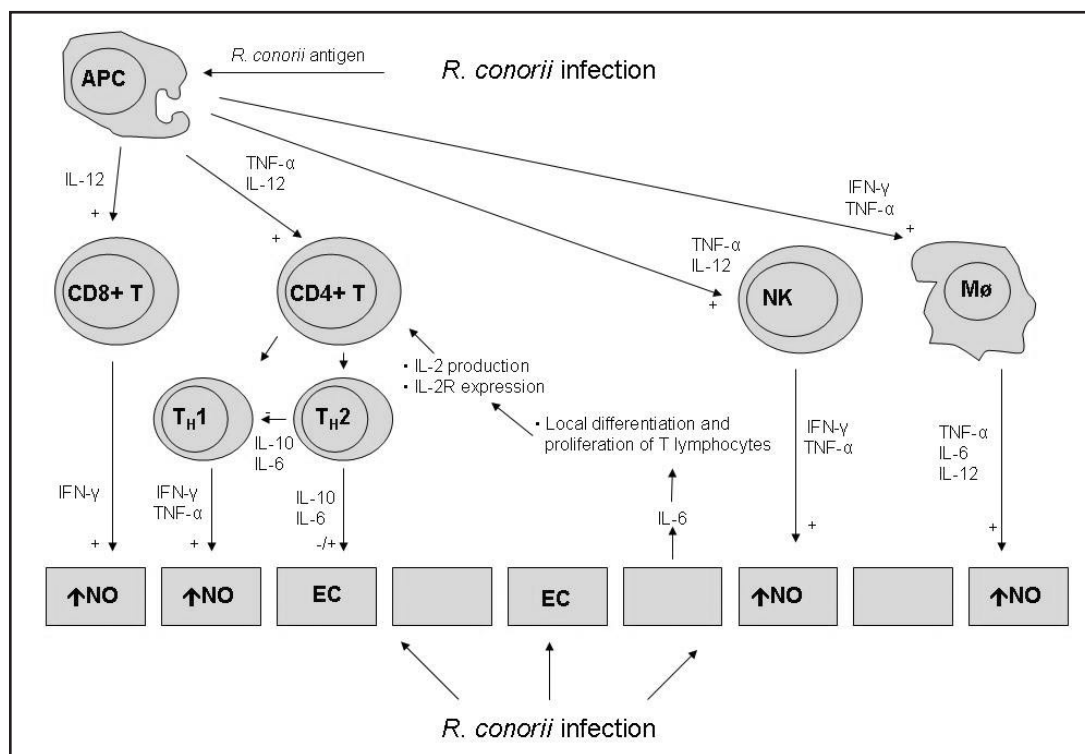 R. conorii antigen
R. conorii infection
APC
IL-12
+
TNF-α
IL-12
+
IFN-γ
TNF-α
+
TNF-α
IL-12
+
CD8+ T
CD4+ T
NK
Mø
· IL-2 production
· IL-2R expression
TH1
-
TH2
IL-10
IL-6
· Local differentiation and
proliferation of T lymphocytes
IFN-γ
TNF-α
TNF-α
IL-6
IL-12
IFN-γ
+
IFN-γ
TNF-α
+
IL-10
IL-6
-/+
IL-6
+
+
↑NO
↑NO
EC
EC
↑NO
↑NO
R. conorii infection